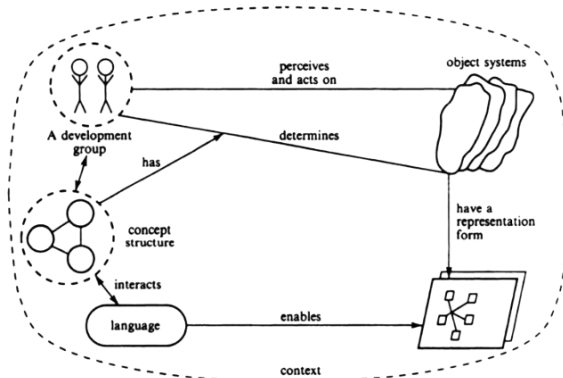 perceives
and acts on
object systems
A development
group
determines
has
concept
structure
have a
representation
form
interacts
language
enables
context